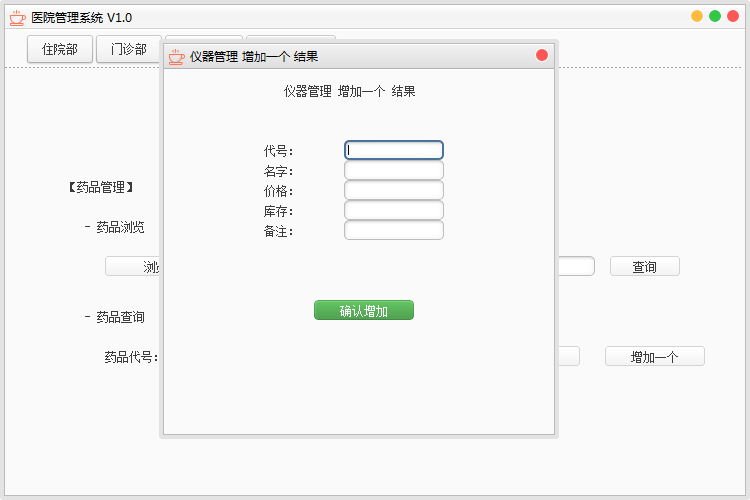 医院管理系统 V1.0
住院部
门诊部
仪器管理 增加一个 结果
仪器管理 增加一个 结果
代号:
名字:
价格:
库存:
备注:
确认增加
【药品管理】
- 药品浏览
浏
查询
- 药品查询
药品代号:
增加一个